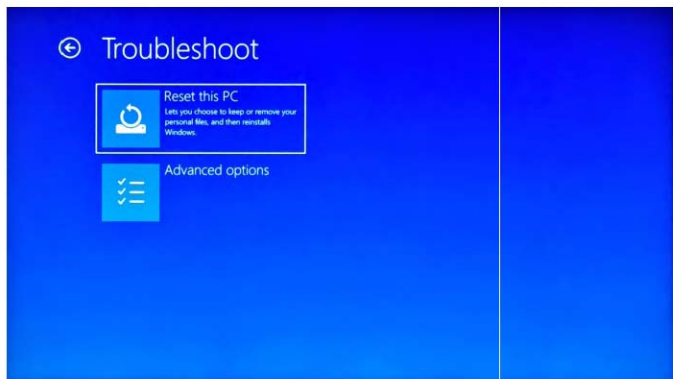 Troubleshoot
Reset this PC
Lets you choose to keep or remove your
personal files, and then reinstalls
Windows.
Advanced options